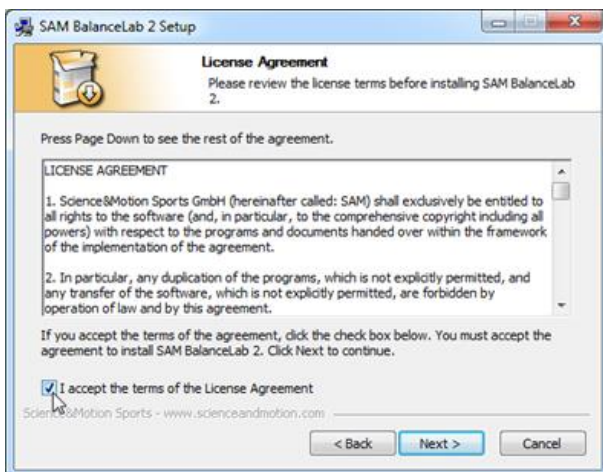 SAM BalanceLab 2 Setup
License Agreement
Please review the license terms before installing SAM BalanceLab
2.
Press Page Down to see the rest of the agreement.
LICENSE AGREEMENT
1. Science&Motion Sports GmbH (hereinafter called: SAM) shall exclusively be entitled to
all rights to the software (and, in particular, to the comprehensive copyright including all
powers) with respect to the programs and documents handed over within the framework
of the implementation of the agreement.
2. In particular, any duplication of the programs, which is not explicitly permitted, and
any transfer of the software, which is not explicitly permitted, are forbidden by
operation of law and by this agreement.
If you accept the terms of the agreement, click the check box below. You must accept the
agreement to install SAM BalanceLab 2. Click Next to continue.
I accept the terms of the License Agreement
Science&Motion Sports - www.scienceandmotion.com
< Back
Next >
Cancel